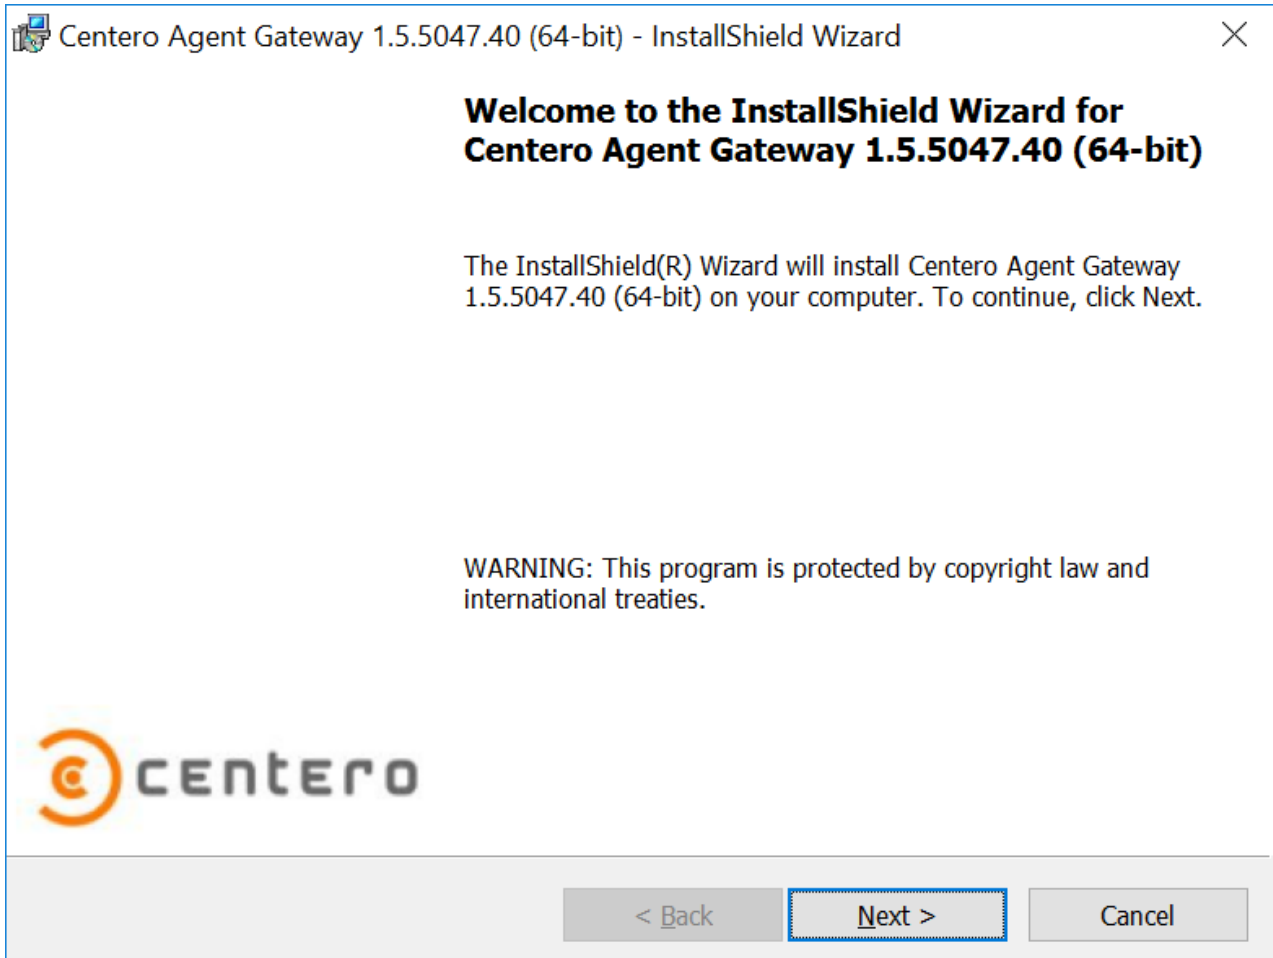 Centero Agent Gateway 1.5.5047.40 (64-bit) - InstallShield Wizard
Welcome to the InstallShield Wizard for
Centero Agent Gateway 1.5.5047.40 (64-bit)
The InstallShield(R) Wizard will install Centero Agent Gateway
1.5.5047.40 (64-bit) on your computer. To continue, click Next.
WARNING: This program is protected by copyright law and
international treaties.
centero
< Back
Next >
Cancel